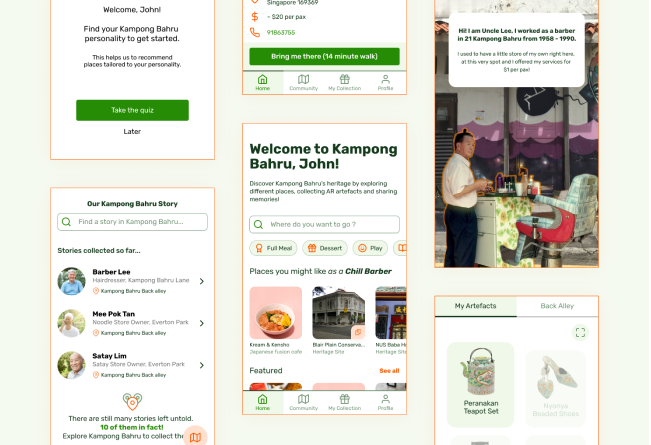 Welcome, John!
Find your Kampong Bahru
personality to get started.
This helps us to recommend
places tailored to your personality.
Take the quiz
Later
Our Kampong Bahru Story
Find a story in Kampong Bahru...
Stories collected so far...
Barber Lee
Hairdresser, Kampong Bahru Lane
Kampong Bahru Back alley
Mee Pok Tan
Noodle Store Owner, Everton Park
Kampong Bahru Back alley
Satay Lim
Satay Store Owner, Everton Park
Kampong Bahru Back alley
There are still many stories left untold.
10 of them in fact!
Explore Kampong Bahru to collect the
Singapore 169369
~ $20 per pax
91863755
Bring me there (14 minute walk)
Home
Community
My Collection
Profile
Welcome to Kampong
Bahru, John!
Discover Kampong Bahru's heritage by exploring
different places, collecting AR artefacts and sharing
memories!
Where do you want to go ?
Full Meal
Dessert
Play
Places you might like as a Chill Barber
Kream & Kensho
Japanese fusion cafe
Blair Plain Conserva...
Heritage Site
NUS Baba Ho
Heritage Site
Featured
See all
Home
Community
My Collection
Profile
Hi! I am Uncle Lee, I worked as a barber
in 21 Kampong Bahru from 1958 - 1990.
I used to have a little store of my own right here,
at this very spot and I offered my services for
$1 per pax!
My Artefacts
Back Alley
Peranakan
Teapot Set
Nyonya
Beaded Shoes